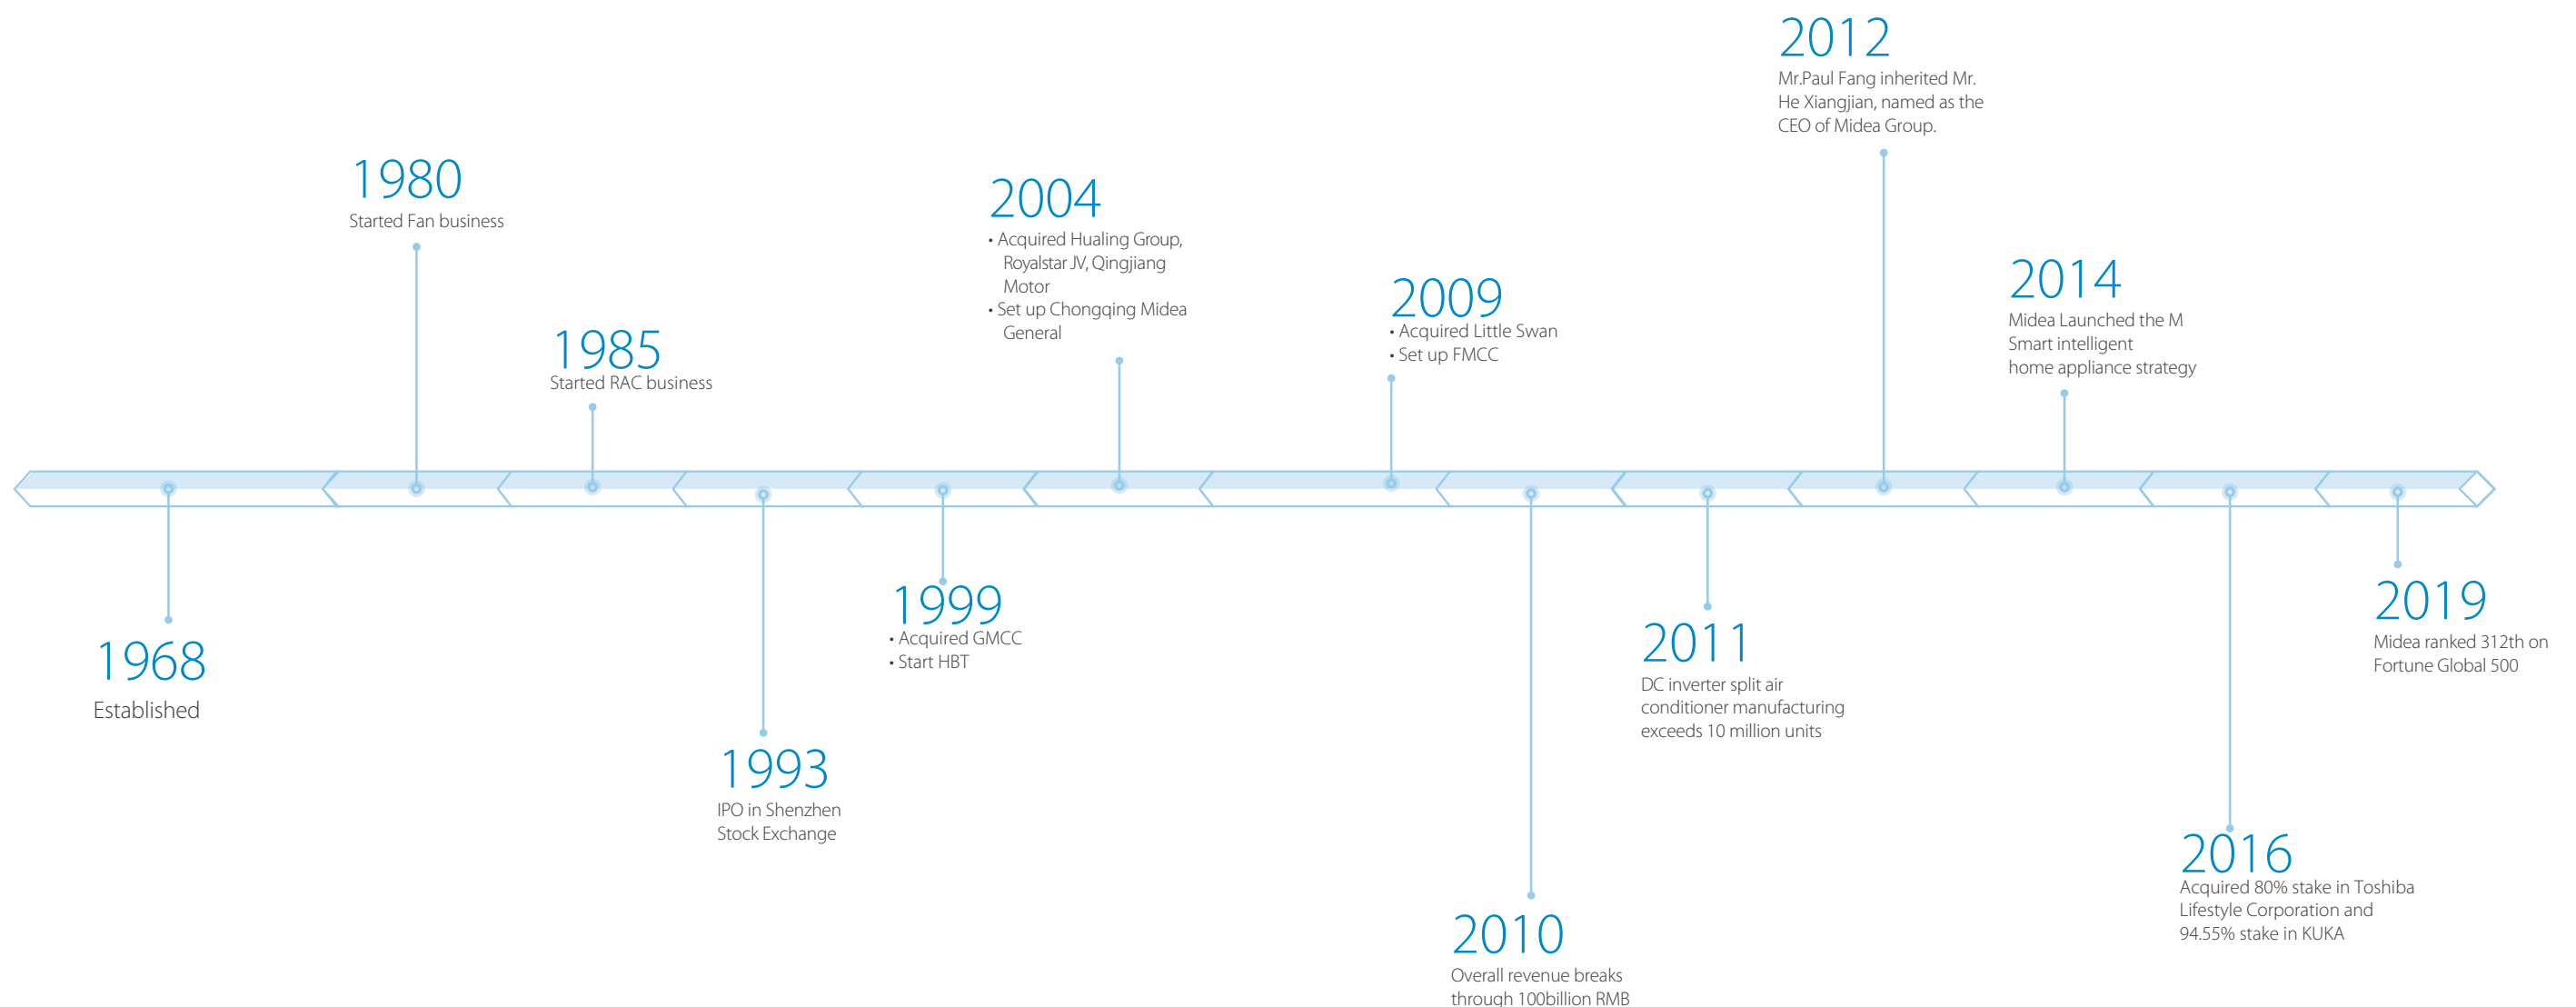 1968
Established
1980
Started Fan business
1985
Started RAC business
1993
IPO in Shenzhen
Stock Exchange
1999
• Acquired GMCC
• Start HBT
2004
• Acquired Hualing Group,
Royalstar JV, Qingjiang
Motor
• Set up Chongqing Midea
General
2009
• Acquired Little Swan
• Set up FMCC
2010
Overall revenue breaks
through 100billion RMB
2011
DC inverter split air
conditioner manufacturing
exceeds 10 million units
2012
Mr.Paul Fang inherited Mr.
He Xiangjian, named as the
CEO of Midea Group.
2014
Midea Launched the M
Smart intelligent
home appliance strategy
2016
Acquired 80% stake in Toshiba
Lifestyle Corporation and
94.55% stake in KUKA
2019
Midea ranked 312th on
Fortune Global 500